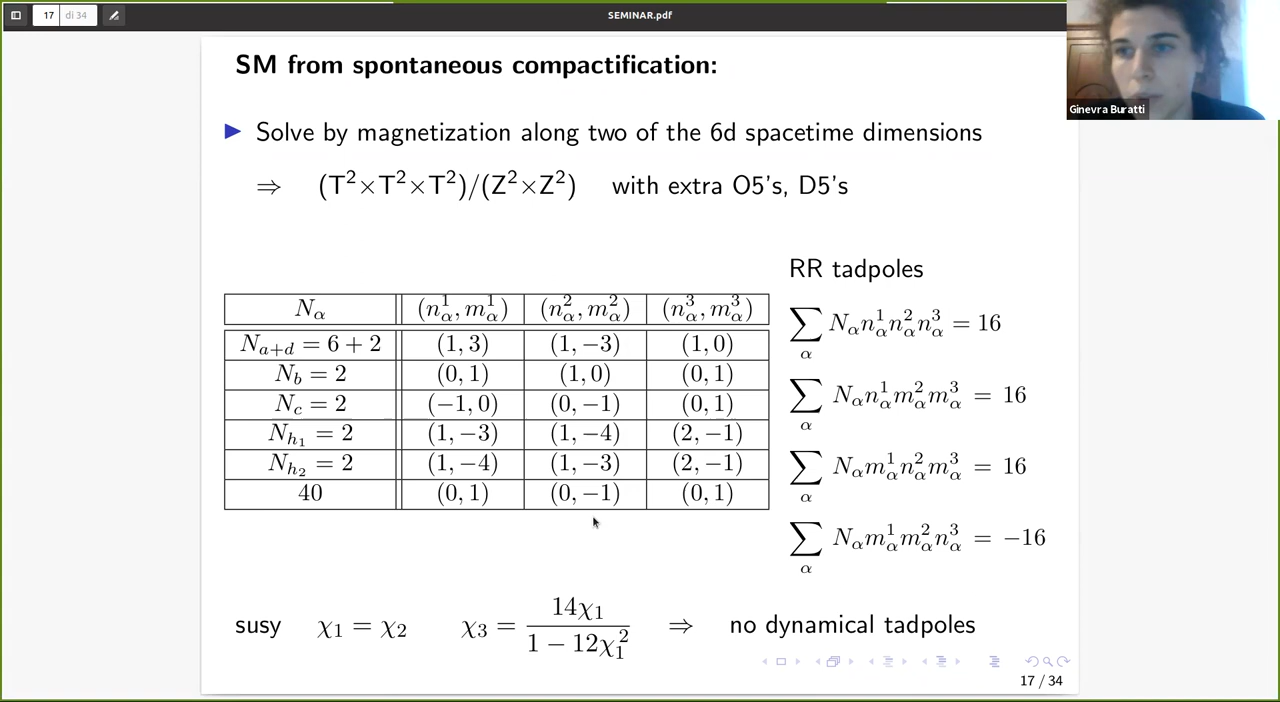 17 di 34
SEMINAR.pdf
Ginevra Buratti
SM from spontaneous compactification:
▶ Solve by magnetization along two of the 6d spacetime dimensions
⇒ (T²×T²×T²)/(Z²×Z²) with extra O5's, D5's
RR tadpoles
N_α (n¹_α, m¹_α) (n²_α, m²_α) (n³_α, m³_α)
N_{a+d} = 6 + 2 (1, 3) (1, −3) (1, 0)
N_b = 2 (0, 1) (1, 0) (0, 1)
N_c = 2 (−1, 0) (0, −1) (0, 1)
N_{h₁} = 2 (1, −3) (1, −4) (2, −1)
N_{h₂} = 2 (1, −4) (1, −3) (2, −1)
40 (0, 1) (0, −1) (0, 1)
∑_α N_α n¹_α n²_α n³_α = 16
∑_α N_α n¹_α m²_α m³_α = 16
∑_α N_α m¹_α n²_α m³_α = 16
∑_α N_α m¹_α m²_α n³_α = −16
susy χ₁ = χ₂ χ₃ = 14χ₁ / (1 − 12χ₁²) ⇒ no dynamical tadpoles
17 / 34